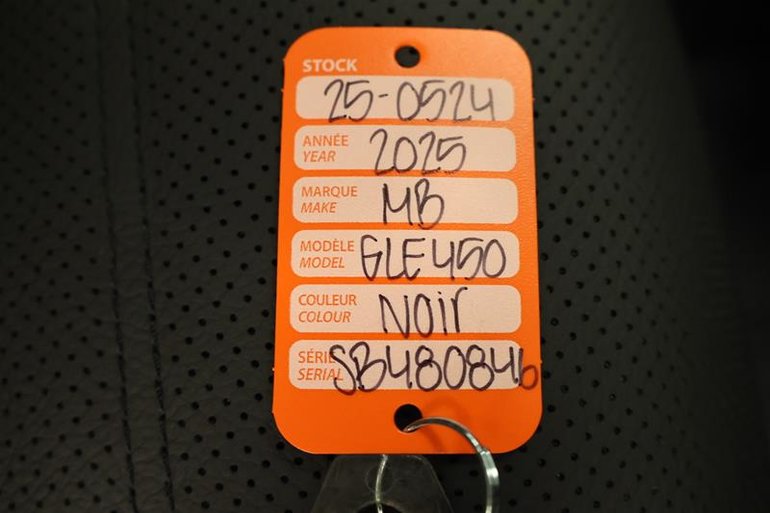 STOCK
25-0524
ANNÉE
YEAR
2025
MARQUE
MAKE
MB
MODÈLE
MODEL
GLE450
COULEUR
COLOUR
Noir
SÉRIE
SERIAL
SB480846